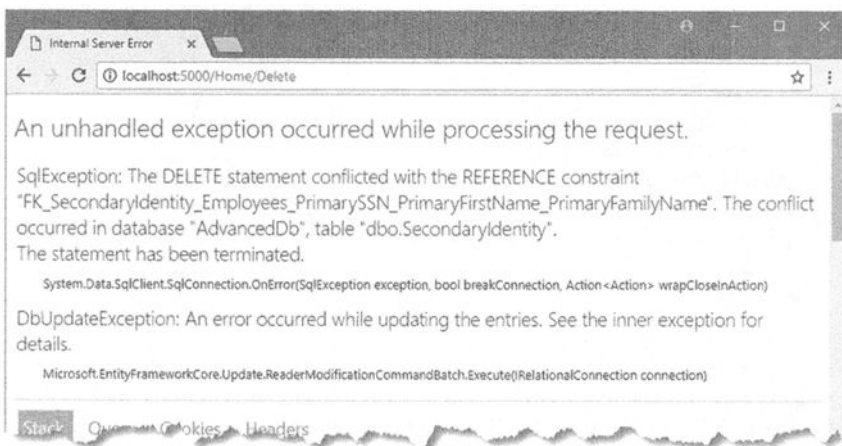 Internal Server Error
localhost:5000/Home/Delete
An unhandled exception occurred while processing the request.
SqlException: The DELETE statement conflicted with the REFERENCE constraint
"FK_SecondaryIdentity_Employees_PrimarySSN_PrimaryFirstName_PrimaryFamilyName". The conflict
occurred in database "AdvancedDb", table "dbo.SecondaryIdentity".
The statement has been terminated.
System.Data.SqlClient.SqlConnection.OnError(SqlException exception, bool breakConnection, Action<Action> wrapCloseInAction)
DbUpdateException: An error occurred while updating the entries. See the inner exception for
details.
Microsoft.EntityFrameworkCore.Update.ReaderModificationCommandBatch.Execute(IRelationalConnection connection)
Stack Cookies Headers